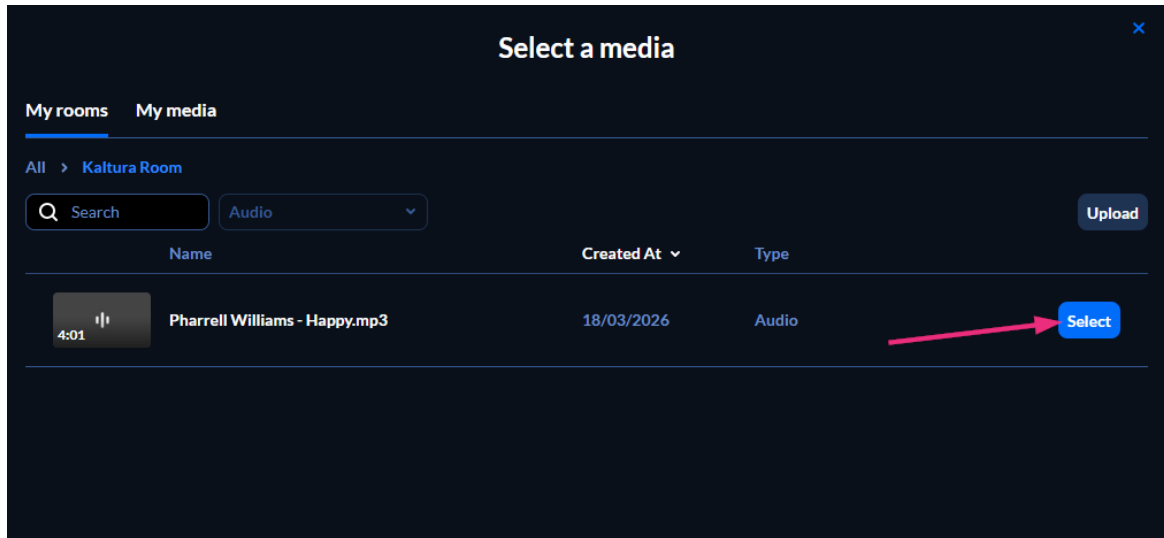 Select a media
My rooms My media
All > Kaltura Room
Search Audio Upload
Name Created At Type
4:01 Pharrell Williams - Happy.mp3 18/03/2026 Audio Select